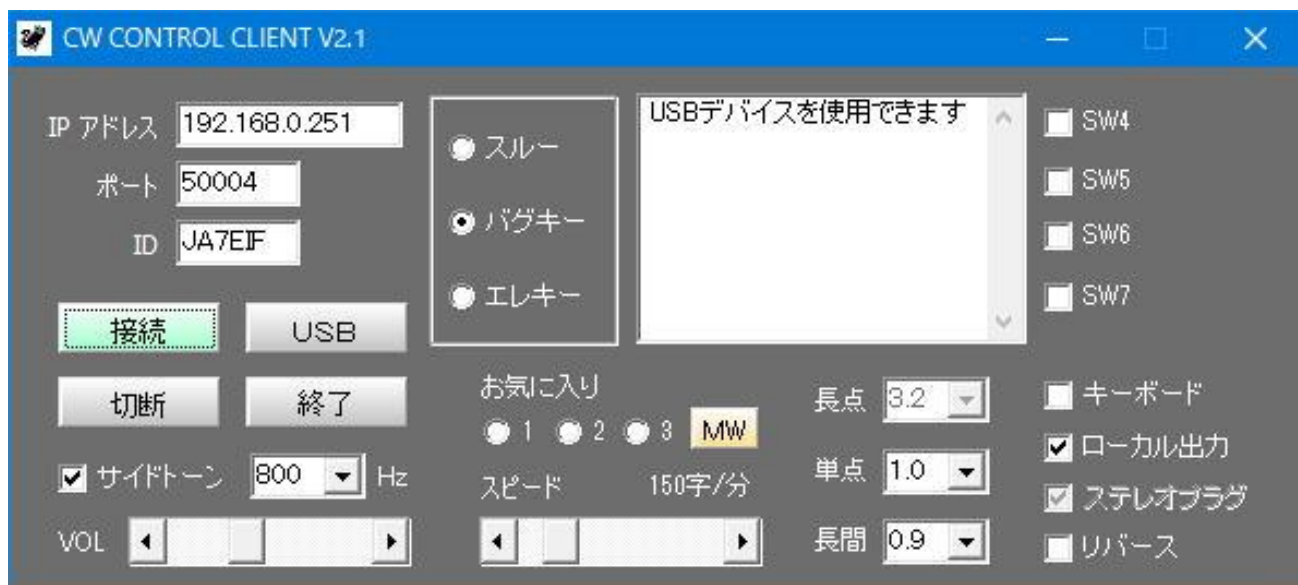 CW CONTROL CLIENT V2.1
IP アドレス 192.168.0.251
ポート 50004
ID JA7EIF
接続 USB
切断 終了
サイドトーン 800 Hz
VOL
スルー
バグキー
エレキー
USBデバイスを使用できます
SW4
SW5
SW6
SW7
お気に入り
1 2 3 MW
スピード 150字/分
長点 3.2
単点 1.0
長間 0.9
キーボード
ローカル出力
ステレオプラグ
リバース